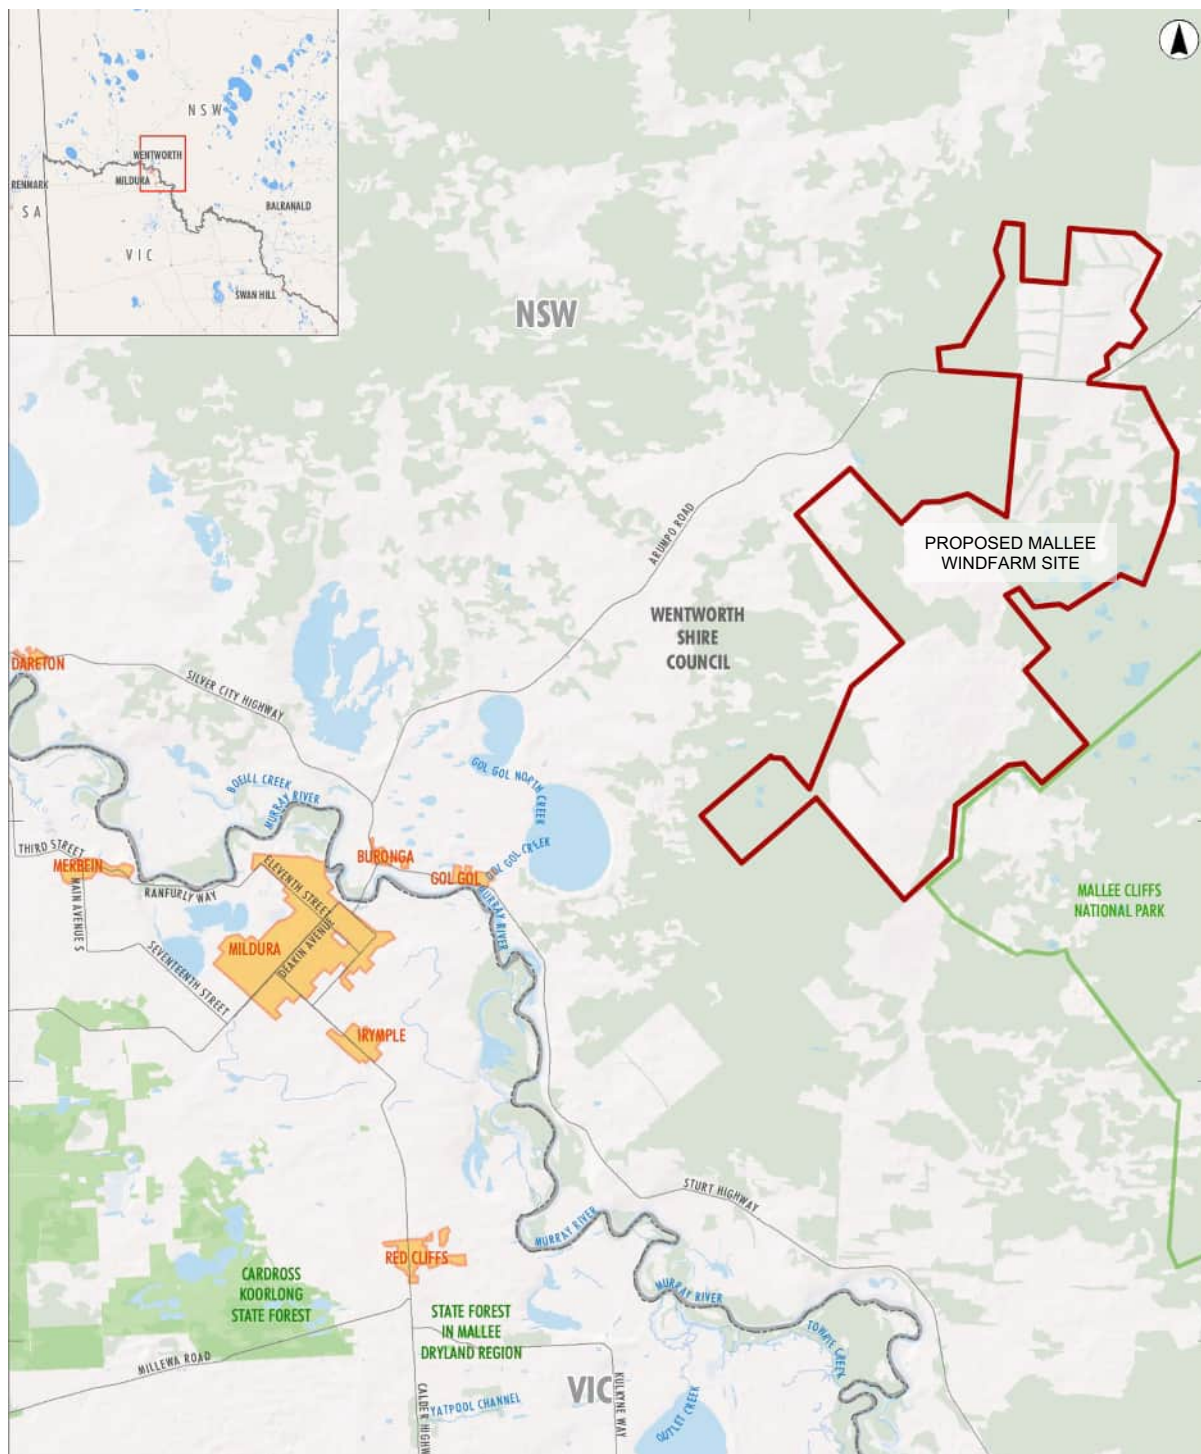 NSW
WENTWORTH
RENMARK
MILDURA
SA
BALRANALD
VIC
SWAN HILL
NSW
ARUMPO ROAD
PROPOSED MALLEE
WINDFARM SITE
WENTWORTH
SHIRE
COUNCIL
DARETON
SILVER CITY HIGHWAY
GOL GOL NORTH CREEK
BOEILL CREEK
MURRAY RIVER
THIRD STREET
MERBEIN
RANFURLY WAY
MAIN AVENUE S
ELEVENTH STREET
BURONGA
GOL GOL
GOL GOL CREEK
MURRAY RIVER
MALLEE CLIFFS
NATIONAL PARK
MILDURA
DEAKIN AVENUE
SEVENTEENTH STREET
IRYMPLE
STURT HIGHWAY
MURRAY RIVER
RED CLIFFS
CARDROSS
KOORLONG
STATE FOREST
MURRAY RIVER
STATE FOREST
IN MALLEE
DRYLAND REGION
MILLEWA ROAD
VIC
KULKYNE WAY
YATPOOL CHANNEL
CALDER HIGHW
OUTLET CREEK